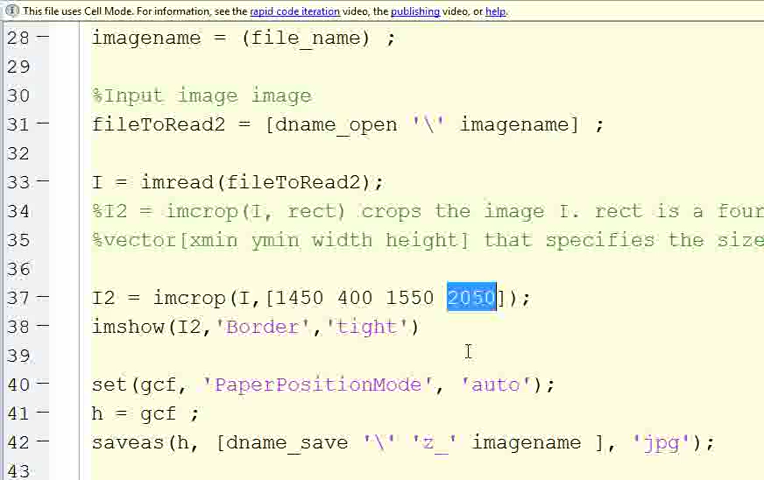 This file uses Cell Mode. For information, see the rapid code iteration video, the publishing video, or help.
28 imagename = (file_name) ;
29
30 %Input image image
31 fileToRead2 = [dname_open '\' imagename] ;
32
33 I = imread(fileToRead2);
34 %I2 = imcrop(I, rect) crops the image I. rect is a four
35 %vector[xmin ymin width height] that specifies the size
36
37 I2 = imcrop(I,[1450 400 1550 2050]);
38 imshow(I2,'Border','tight')
39
40 set(gcf, 'PaperPositionMode', 'auto');
41 h = gcf ;
42 saveas(h, [dname_save '\' 'z_' imagename ], 'jpg');
43